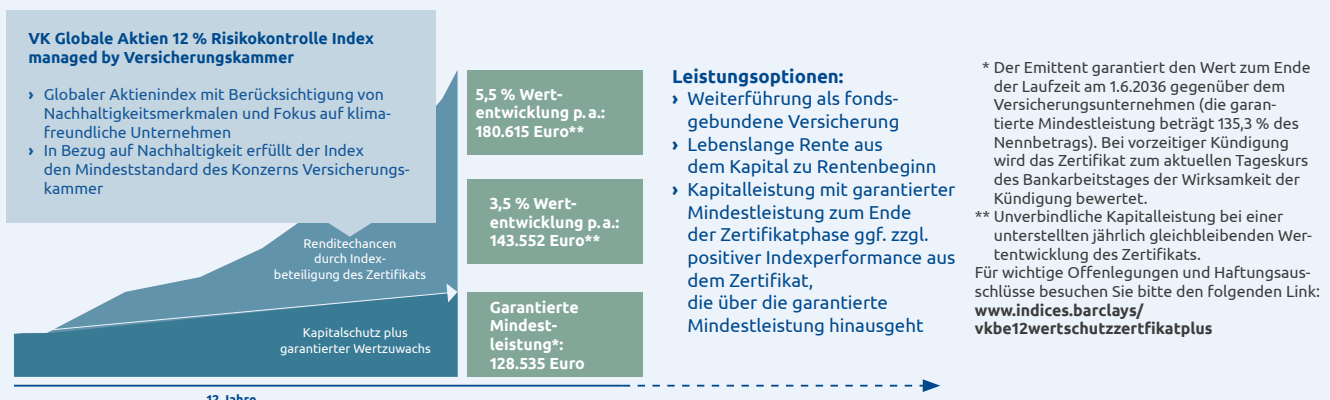 VK Globale Aktien 12 % Risikokontrolle Index
managed by Versicherungskammer
› Globaler Aktienindex mit Berücksichtigung von
Nachhaltigkeitsmerkmalen und Fokus auf klima-
freundliche Unternehmen
› In Bezug auf Nachhaltigkeit erfüllt der Index
den Mindeststandard des Konzerns Versicherungs-
kammer
Renditechancen
durch Index-
beteiligung des Zertifikats
Kapitalschutz plus
garantierter Wertzuwachs
5,5 % Wert-
entwicklung p. a.:
180.615 Euro**
3,5 % Wert-
entwicklung p. a.:
143.552 Euro**
Garantierte
Mindest-
leistung*:
128.535 Euro
12 Jahre
Leistungsoptionen:
› Weiterführung als fonds-
gebundene Versicherung
› Lebenslange Rente aus
dem Kapital zu Rentenbeginn
› Kapitalleistung mit garantierter
Mindestleistung zum Ende
der Zertifikatphase ggf. zzgl.
positiver Indexperformance aus
dem Zertifikat,
die über die garantierte
Mindestleistung hinausgeht
* Der Emittent garantiert den Wert zum Ende
der Laufzeit am 1.6.2036 gegenüber dem
Versicherungsunternehmen (die garan-
tierte Mindestleistung beträgt 135,3 % des
Nennbetrags). Bei vorzeitiger Kündigung
wird das Zertifikat zum aktuellen Tageskurs
des Bankarbeitstages der Wirksamkeit der
Kündigung bewertet.
** Unverbindliche Kapitalleistung bei einer
unterstellten jährlich gleichbleibenden Wer-
tentwicklung des Zertifikats.
Für wichtige Offenlegungen und Haftungsaus-
schlüsse besuchen Sie bitte den folgenden Link:
www.indices.barclays/
vkbe12wertschutzzertfikatplus